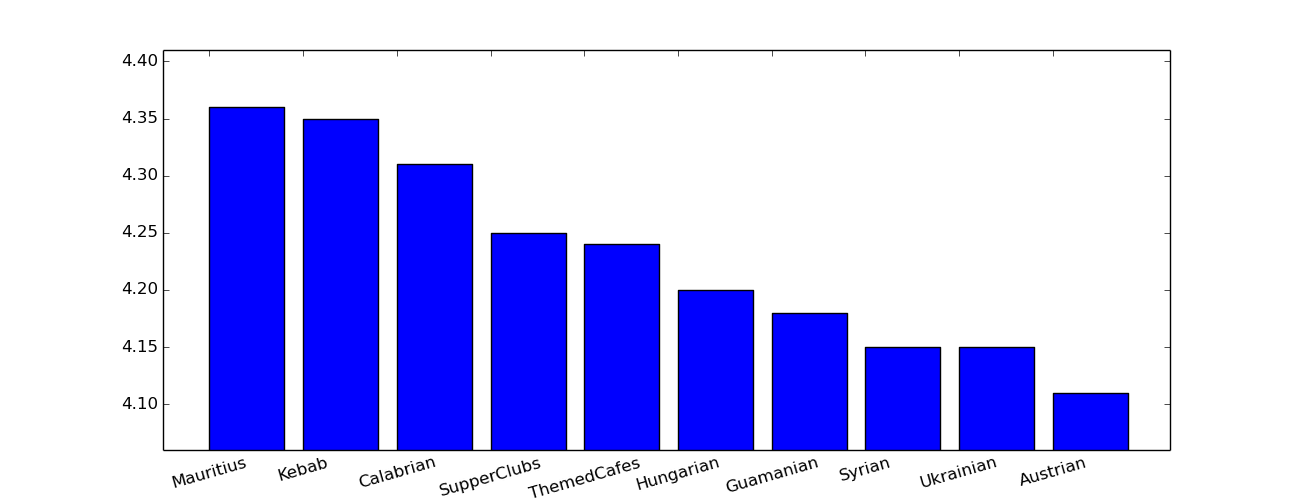 4.40
4.35
4.30
4.25
4.20
4.15
4.10
Mauritius
Kebab
Calabrian
SupperClubs
ThemedCafes
Hungarian
Guamanian
Syrian
Ukrainian
Austrian